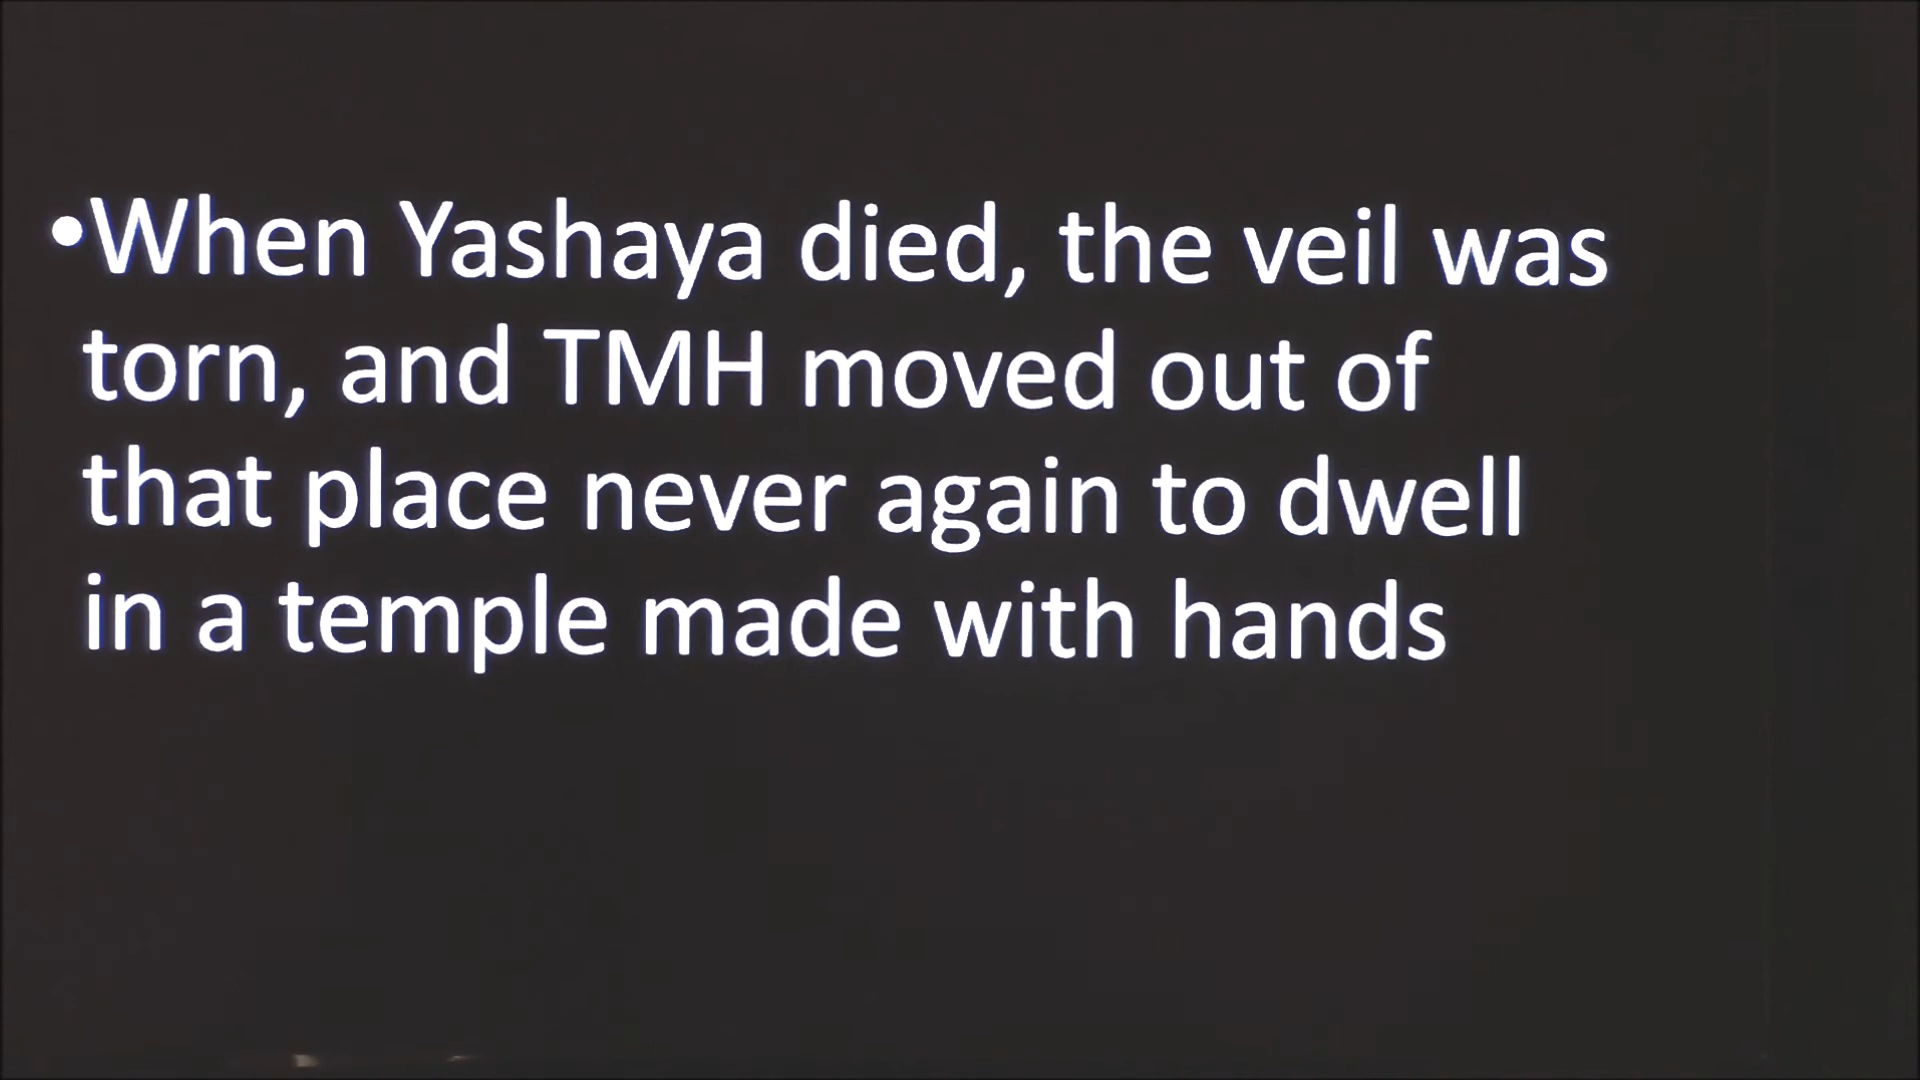 •When Yashaya died, the veil was
torn, and TMH moved out of
that place never again to dwell
in a temple made with hands